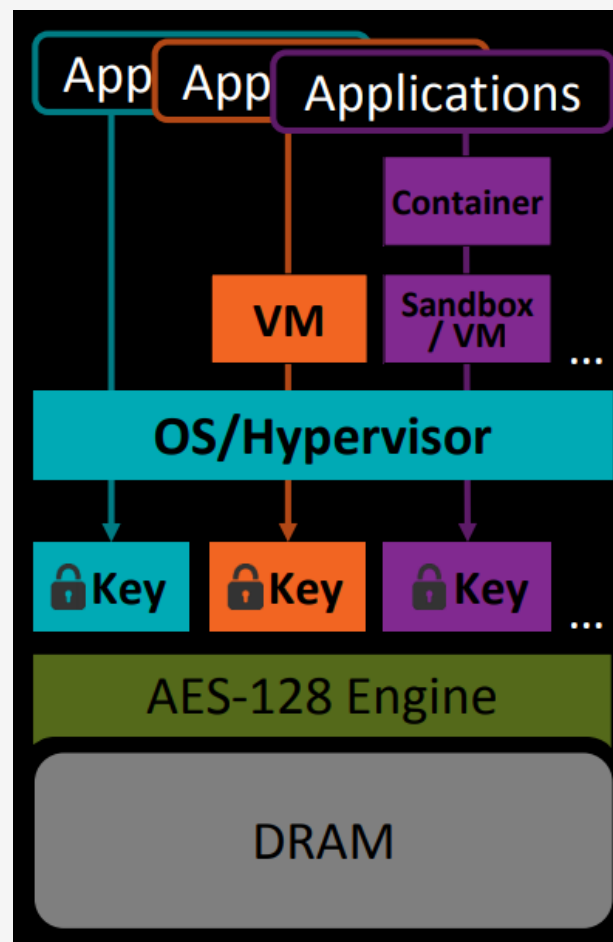 App
App
Applications
Container
VM
Sandbox
/ VM
...
OS/Hypervisor
Key
Key
Key
...
AES-128 Engine
DRAM